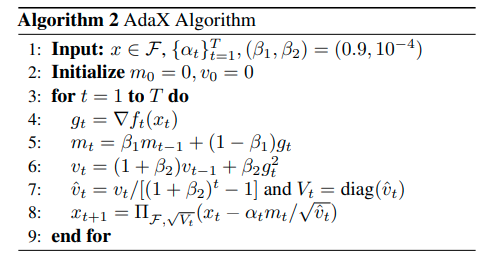 Algorithm 2 AdaX Algorithm
1: Input: x ∈ 𝓕, {α_t}_{t=1}^T, (β_1, β_2) = (0.9, 10^{-4})
2: Initialize m_0 = 0, v_0 = 0
3: for t = 1 to T do
4: g_t = ∇f_t(x_t)
5: m_t = β_1 m_{t-1} + (1 − β_1)g_t
6: v_t = (1 + β_2)v_{t-1} + β_2 g_t^2
7: v̂_t = v_t/[(1 + β_2)^t − 1] and V_t = diag(v̂_t)
8: x_{t+1} = Π_{𝓕,√V_t}(x_t − α_t m_t/√v̂_t)
9: end for